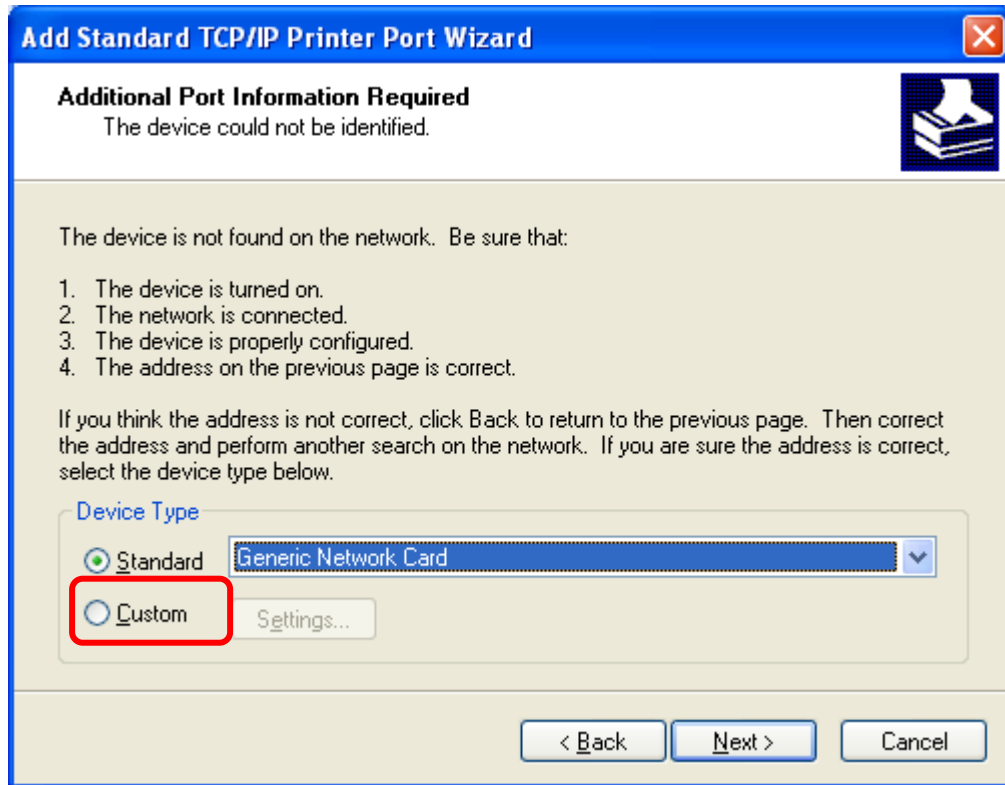 Add Standard TCP/IP Printer Port Wizard
Additional Port Information Required
The device could not be identified.
The device is not found on the network. Be sure that:
1. The device is turned on.
2. The network is connected.
3. The device is properly configured.
4. The address on the previous page is correct.
If you think the address is not correct, click Back to return to the previous page. Then correct
the address and perform another search on the network. If you are sure the address is correct,
select the device type below.
Device Type
Standard Generic Network Card
Custom Settings...
< Back Next > Cancel